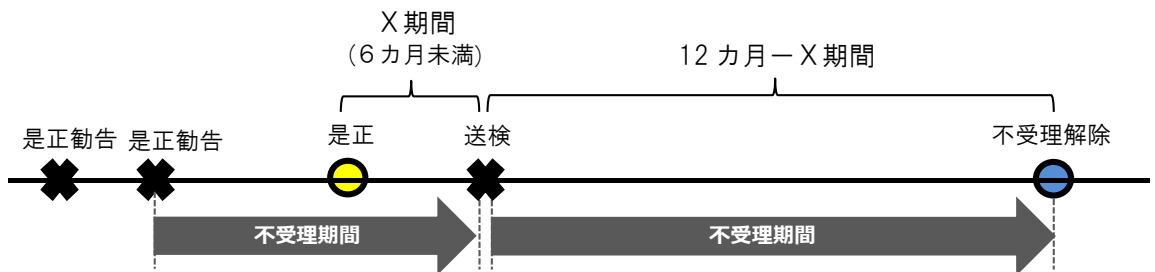 X期間
(6カ月未満)
12カ月－X期間
是正勧告
是正勧告
是正
送検
不受理解除
不受理期間
不受理期間